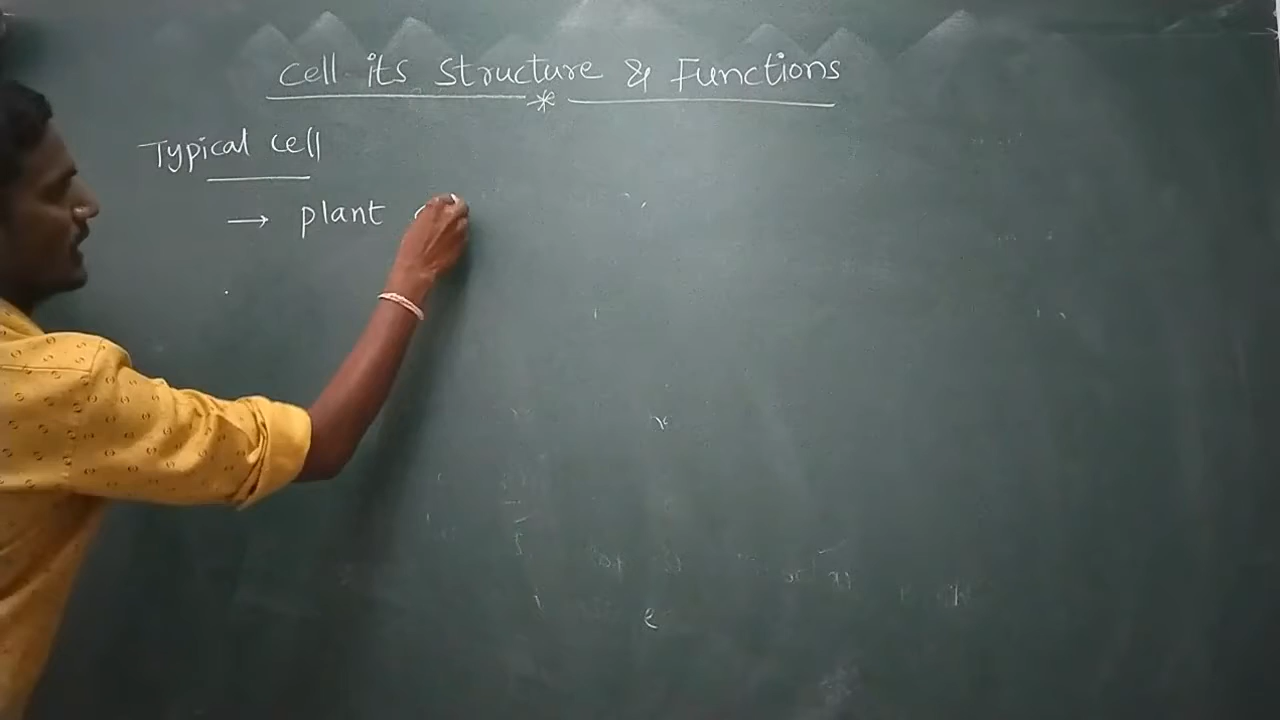 Cell its Structure & Functions
*
Typical cell
→ plant